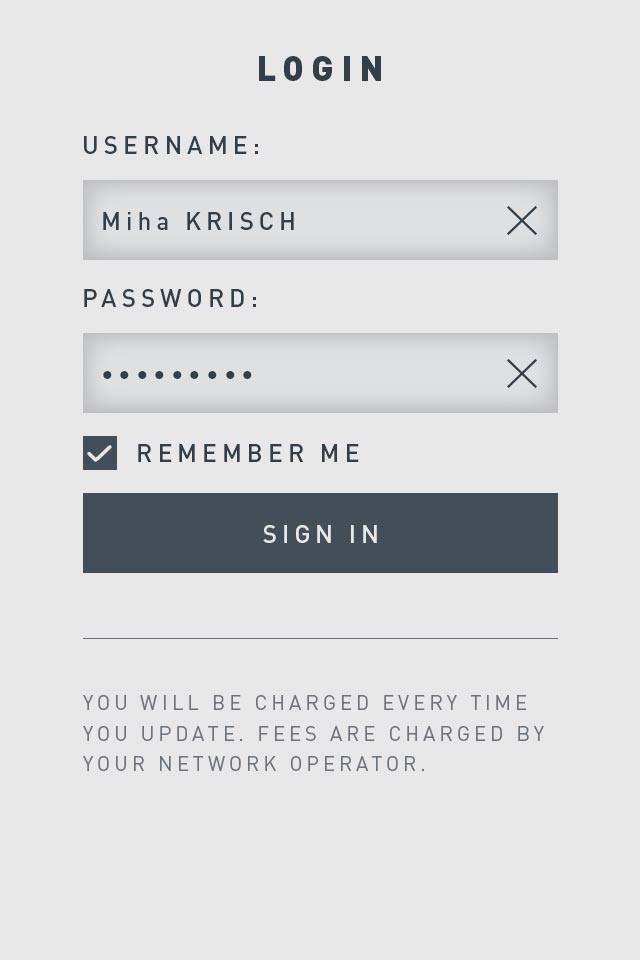 LOGIN
USERNAME:
Miha KRISCH
PASSWORD:
•••••••••
REMEMBER ME
SIGN IN
YOU WILL BE CHARGED EVERY TIME
YOU UPDATE. FEES ARE CHARGED BY
YOUR NETWORK OPERATOR.